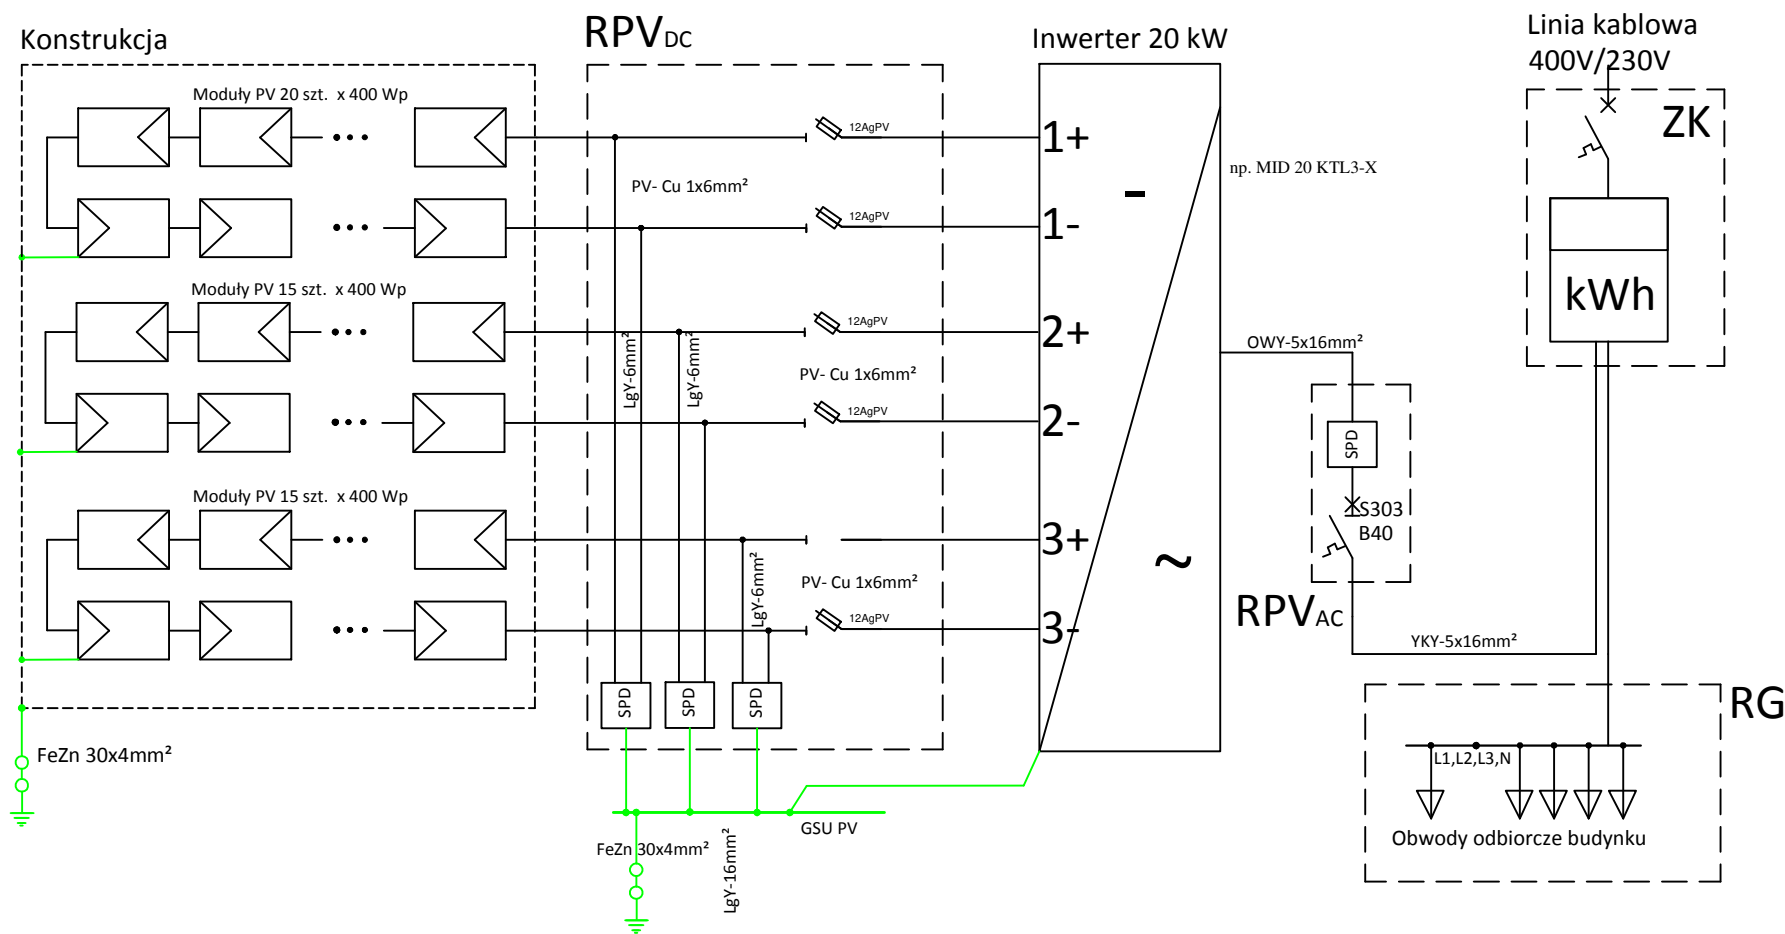 Konstrukcja
RPVDC
Inwerter 20 kW
Linia kablowa
400V/230V
Moduły PV 20 szt. x 400 Wp
12AgPV
1+
ZK
np. MID 20 KTL3-X
PV- Cu 1x6mm²
-
12AgPV
1-
Moduły PV 15 szt. x 400 Wp
kWh
12AgPV
2+
LgY-6mm²
LgY-6mm²
OWY-5x16mm²
PV- Cu 1x6mm²
12AgPV
2-
SPD
Moduły PV 15 szt. x 400 Wp
S303
B40
3+
~
LgY-6mm²
PV- Cu 1x6mm²
12AgPV
3-
RPVAC
YKY-5x16mm²
SPD
SPD
SPD
RG
FeZn 30x4mm²
L1,L2,L3,N
GSU PV
Obwody odbiorcze budynku
FeZn 30x4mm²
LgY-16mm²